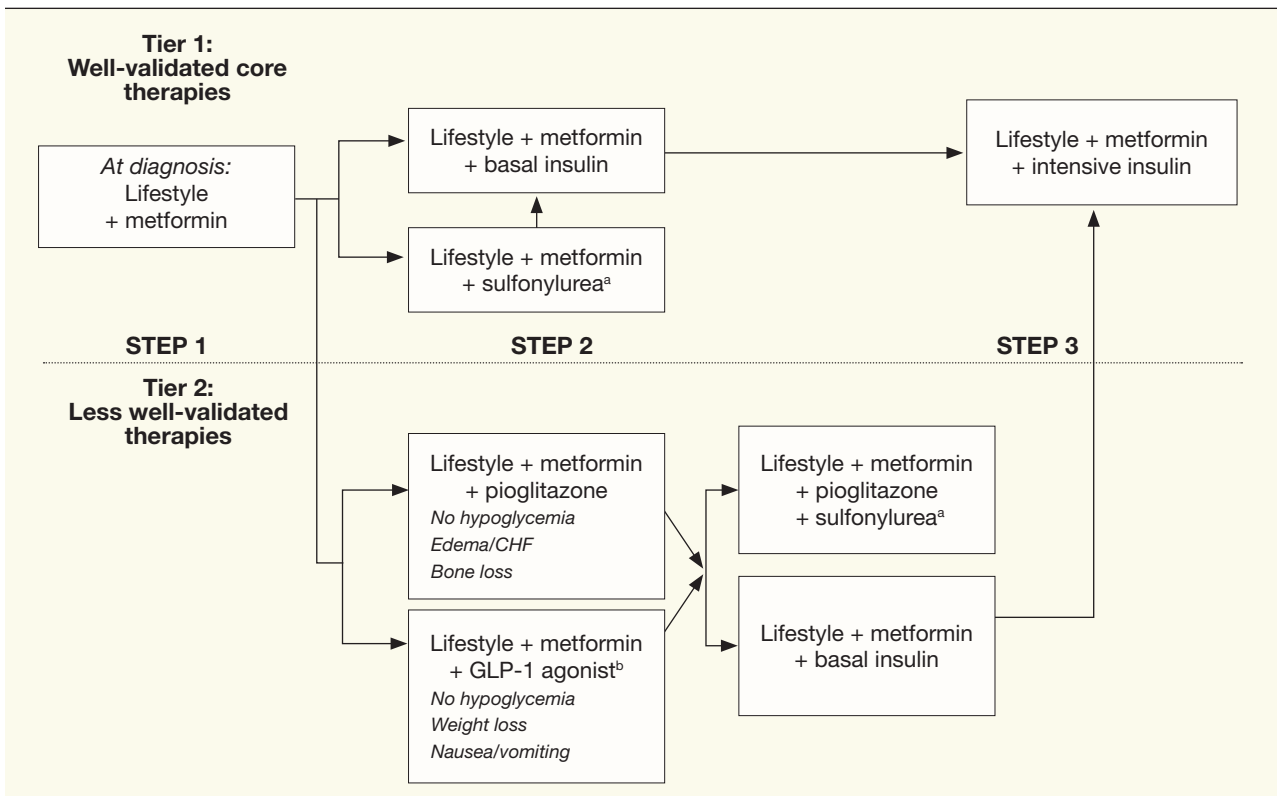 Tier 1:
Well-validated core
therapies
At diagnosis:
Lifestyle
+ metformin
Lifestyle + metformin
+ basal insulin
Lifestyle + metformin
+ sulfonylureaᵃ
Lifestyle + metformin
+ intensive insulin
STEP 1
STEP 2
STEP 3
Tier 2:
Less well-validated
therapies
Lifestyle + metformin
+ pioglitazone
No hypoglycemia
Edema/CHF
Bone loss
Lifestyle + metformin
+ GLP-1 agonistᵇ
No hypoglycemia
Weight loss
Nausea/vomiting
Lifestyle + metformin
+ pioglitazone
+ sulfonylureaᵃ
Lifestyle + metformin
+ basal insulin